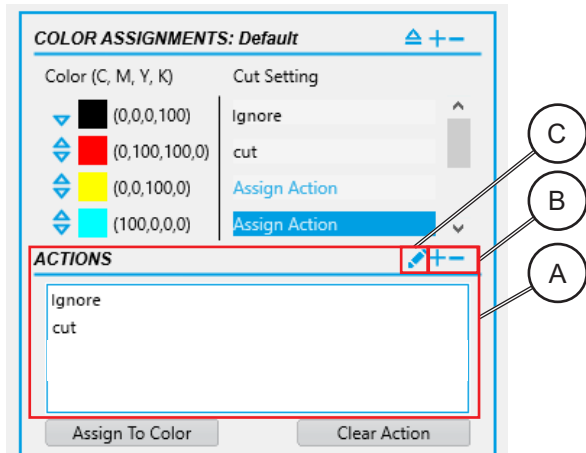 COLOR ASSIGNMENTS: Default
Color (C, M, Y, K) Cut Setting
(0,0,0,100) Ignore
(0,100,100,0) cut
(0,0,100,0) Assign Action
(100,0,0,0) Assign Action
ACTIONS
Ignore
cut
Assign To Color Clear Action
C
B
A